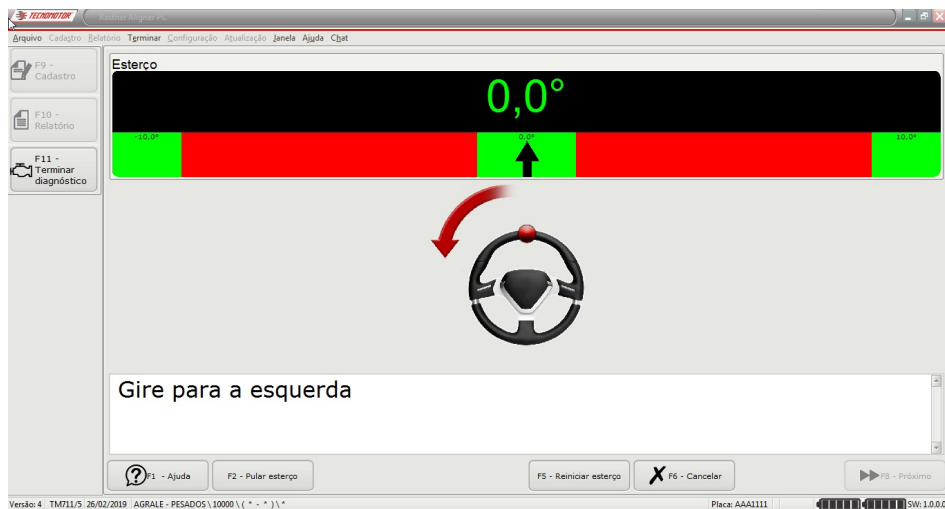 TECNOMOTOR
Rastner Aligner PC
Arquivo Cadastro Relatório Terminar Configuração Atualização Janela Ajuda Chat
F9 -
Cadastro
F10 -
Relatório
F11 -
Terminar
diagnóstico
Esterço
0,0°
-10.0° 0.0° 10.0°
Gire para a esquerda
F1 - Ajuda F2 - Pular esterço F5 - Reiniciar esterço F6 - Cancelar F8 - Próximo
Versão: 4 TM711/5 26/02/2019 AGRALE - PESADOS \ 10000 \ ( * - * ) \ * Placa: AAA1111 SW: 1.0.0.0